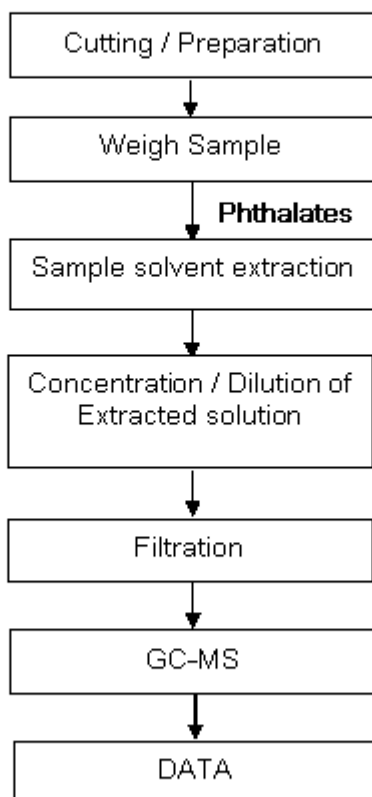 Cutting / Preparation
Weigh Sample
Phthalates
Sample solvent extraction
Concentration / Dilution of
Extracted solution
Filtration
GC-MS
DATA